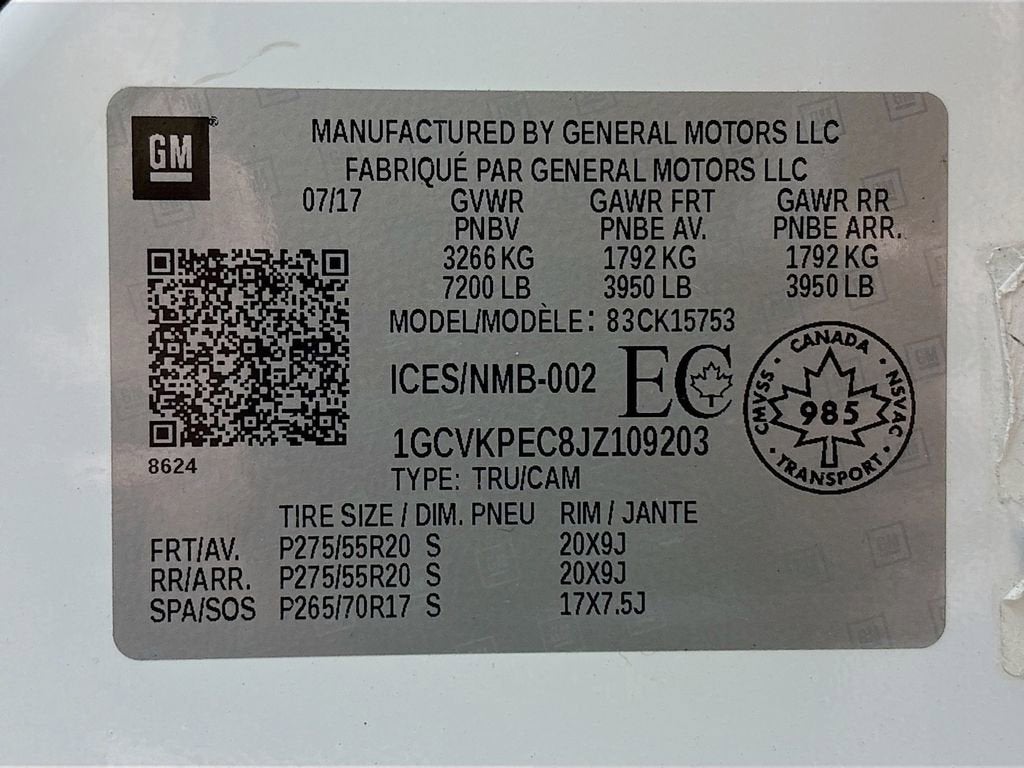 GM®
MANUFACTURED BY GENERAL MOTORS LLC
FABRIQUÉ PAR GENERAL MOTORS LLC
07/17 GVWR GAWR FRT GAWR RR
PNBV PNBE AV. PNBE ARR.
3266 KG 1792 KG 1792 KG
7200 LB 3950 LB 3950 LB
MODEL/MODÈLE: 83CK15753
ICES/NMB-002 EC
CANADA
CMVSS 985 NSVAC
TRANSPORT
1GCVKPEC8JZ109203
8624
TYPE: TRU/CAM
TIRE SIZE / DIM. PNEU RIM / JANTE
FRT/AV. P275/55R20 S 20X9J
RR/ARR. P275/55R20 S 20X9J
SPA/SOS P265/70R17 S 17X7.5J